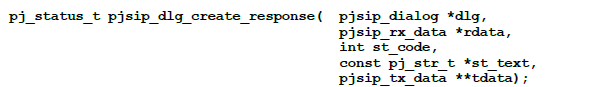 pj_status_t pjsip_dlg_create_response( pjsip_dialog *dlg,
pjsip_rx_data *rdata,
int st_code,
const pj_str_t *st_text,
pjsip_tx_data **tdata);